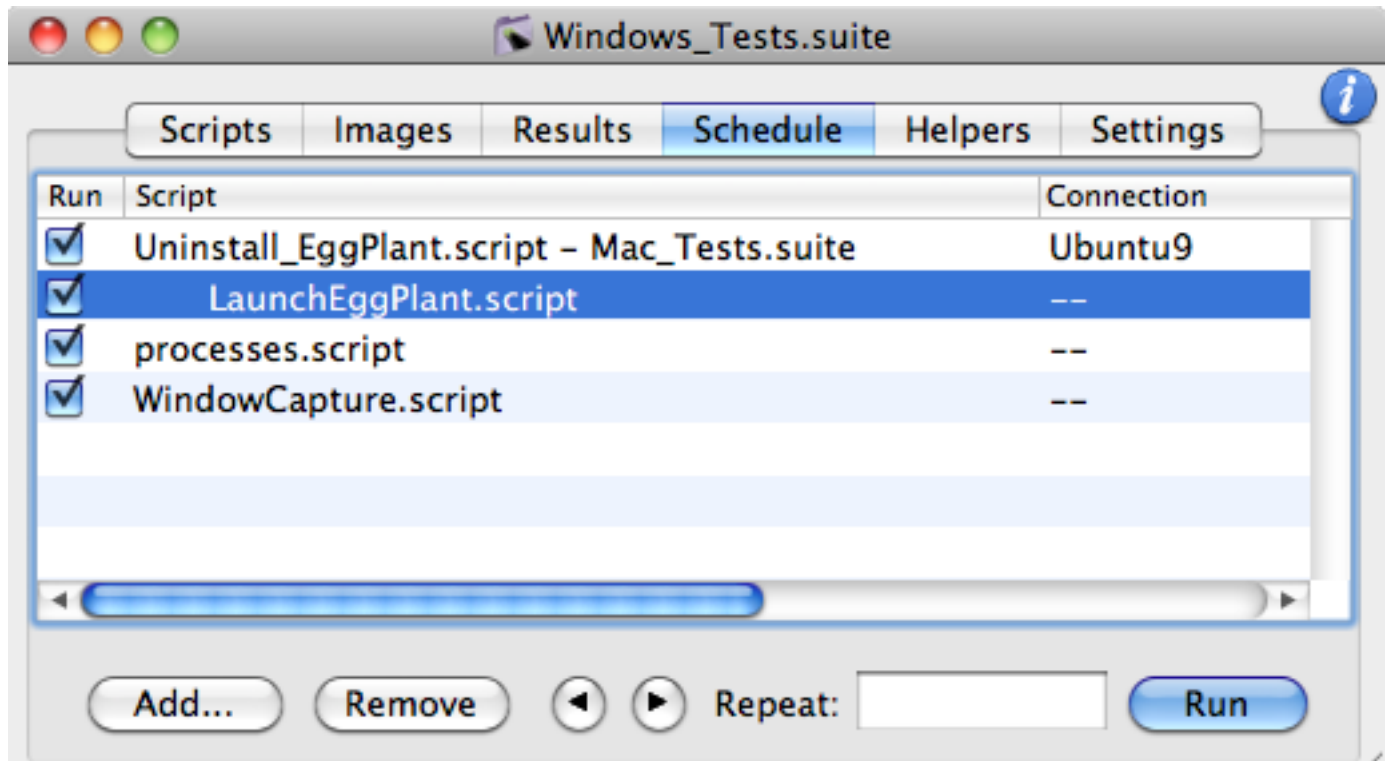 Windows_Tests.suite
Scripts Images Results Schedule Helpers Settings
Run Script Connection
Uninstall_EggPlant.script – Mac_Tests.suite Ubuntu9
LaunchEggPlant.script --
processes.script --
WindowCapture.script --
Add... Remove Repeat: Run